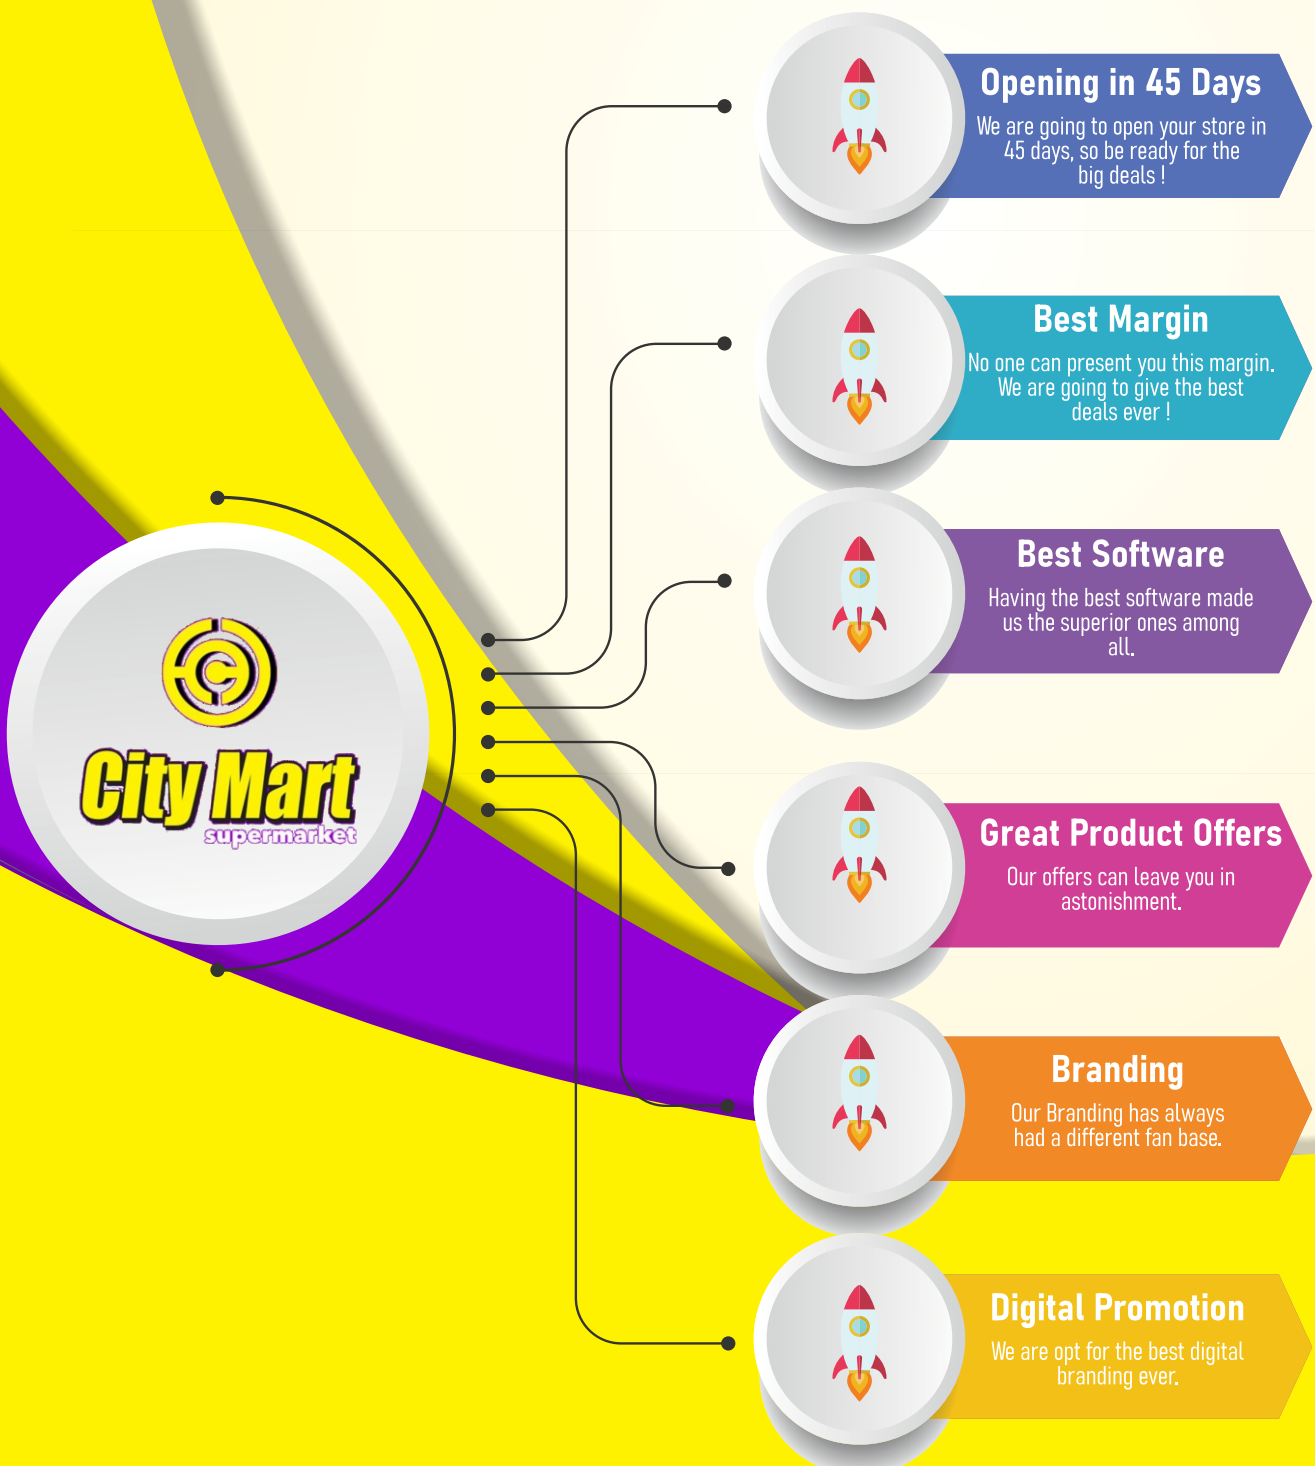 Opening in 45 Days
We are going to open your store in
45 days, so be ready for the
big deals !
Best Margin
No one can present you this margin.
We are going to give the best
deals ever !
Best Software
Having the best software made
us the superior ones among
all.
City Mart
supermarket
Great Product Offers
Our offers can leave you in
astonishment.
Branding
Our Branding has always
had a different fan base.
Digital Promotion
We are opt for the best digital
branding ever.